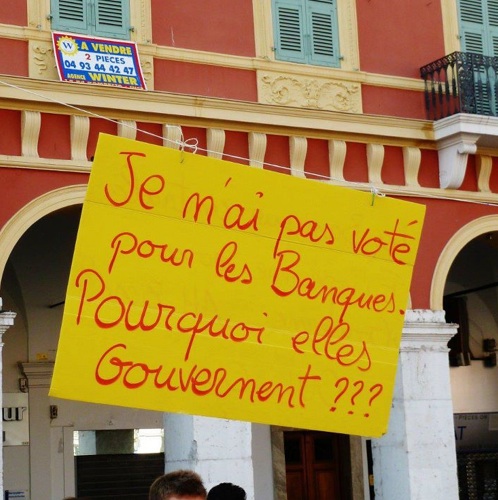 A VENDRE
2 PIECES
04 93 44 42 47
AGENCE WINTER
Je n'ai pas voté
pour les Banques.
Pourquoi elles
Gouvernent ???